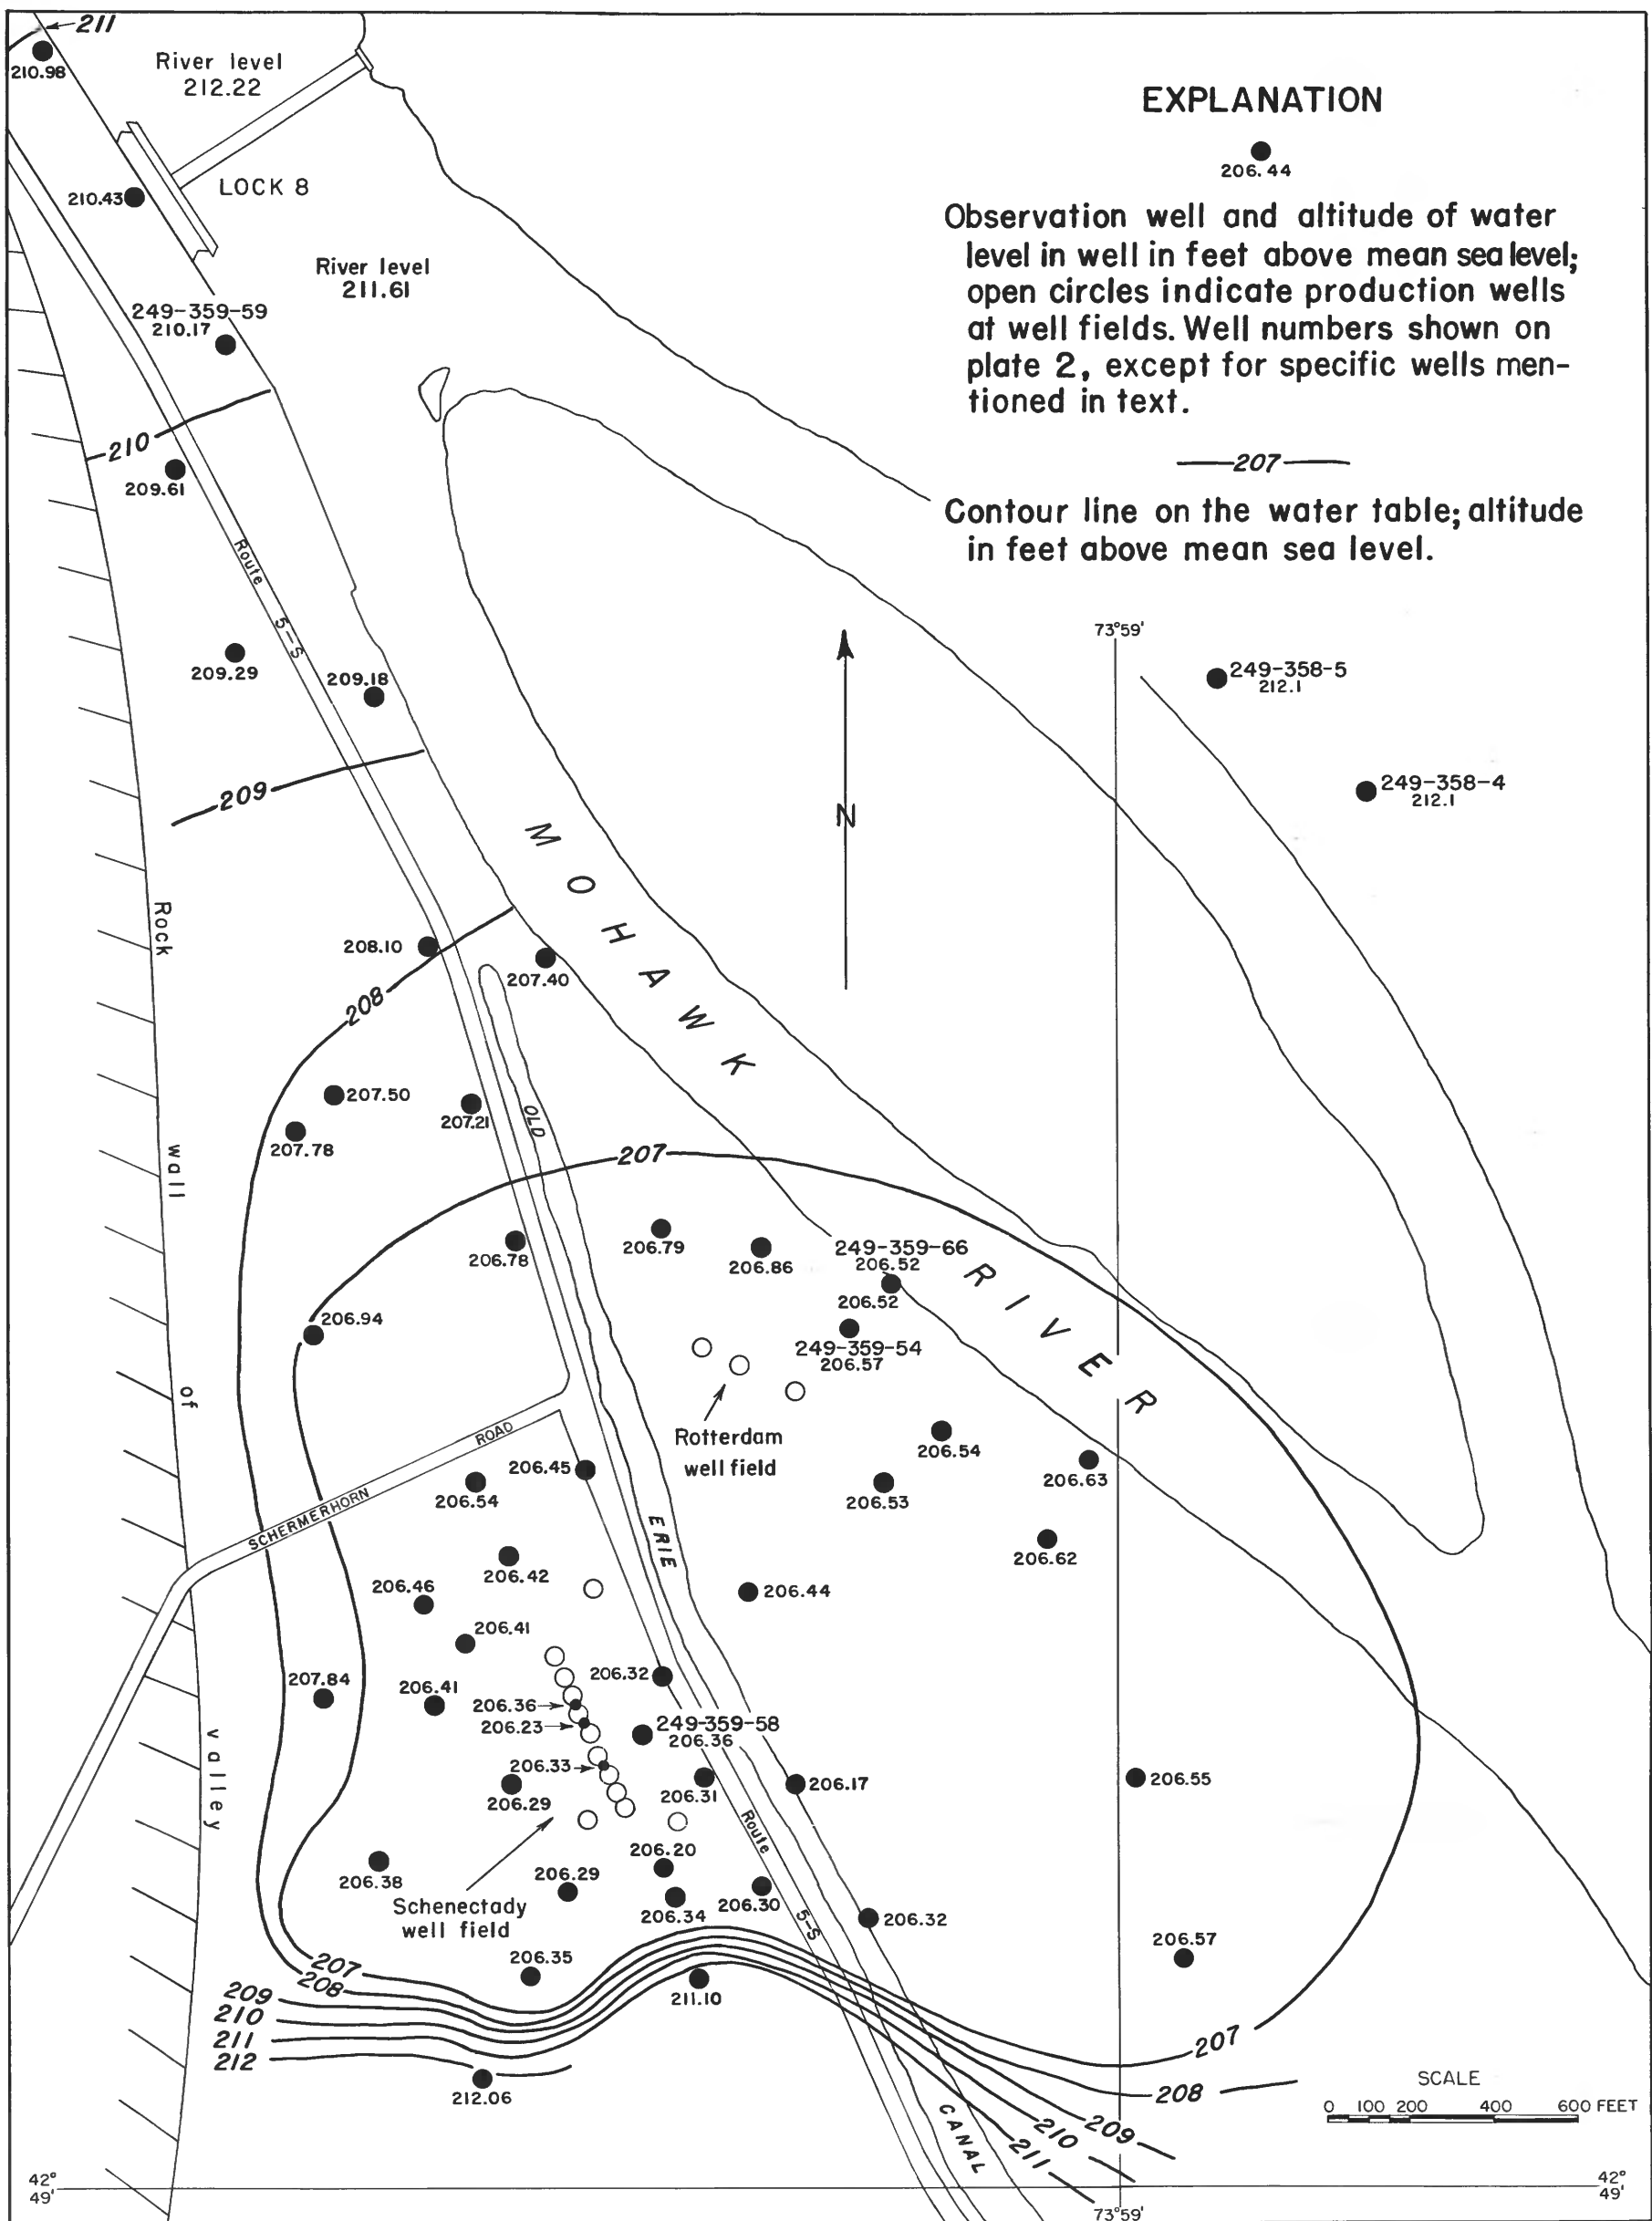 211
210.98
River level
212.22
EXPLANATION
206.44
LOCK 8
210.43
Observation well and altitude of water
level in well in feet above mean sea level;
open circles indicate production wells
at well fields. Well numbers shown on
plate 2, except for specific wells men-
tioned in text.
River level
211.61
249-359-59
210.17
210
209.61
207
Contour line on the water table; altitude
in feet above mean sea level.
Route
5-S
73°59'
209.29
209.18
249-358-5
212.1
249-358-4
212.1
209
N
MOHAWK
Rock
208.10
207.40
208
207.50
207.21
OLD
207.78
wall
207
206.78
206.79
206.86
249-359-66
206.52
206.52
RIVER
206.94
249-359-54
206.57
of
ROAD
Rotterdam
well field
206.54
206.45
206.54
206.53
206.63
SCHERMERHORN
ERIE
206.42
206.62
206.46
206.44
206.41
207.84
206.41
206.32
206.36
206.23
249-359-58
206.36
valley
206.33
206.29
206.31
206.17
206.55
Route
206.20
206.38
206.29
206.30
Schenectady
well field
206.34
5-S
206.32
206.57
206.35
207
208
209
210
211
212
211.10
212.06
207
208
209
210
211
CANAL
SCALE
0 100 200 400 600 FEET
42°
49'
42°
49'
73°59'